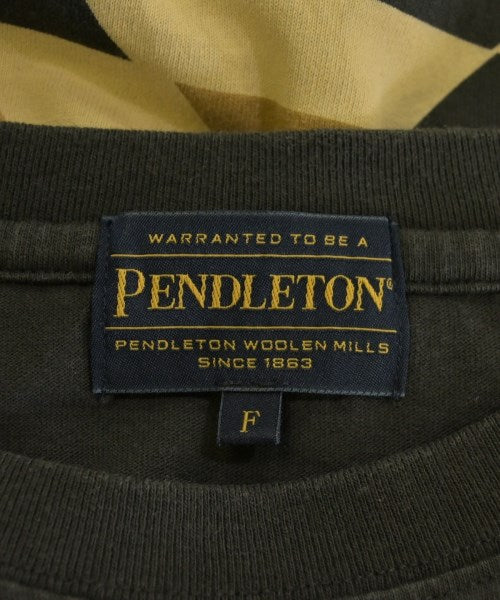 WARRANTED TO BE A
PENDLETON®
PENDLETON WOOLEN MILLS
SINCE 1863
F